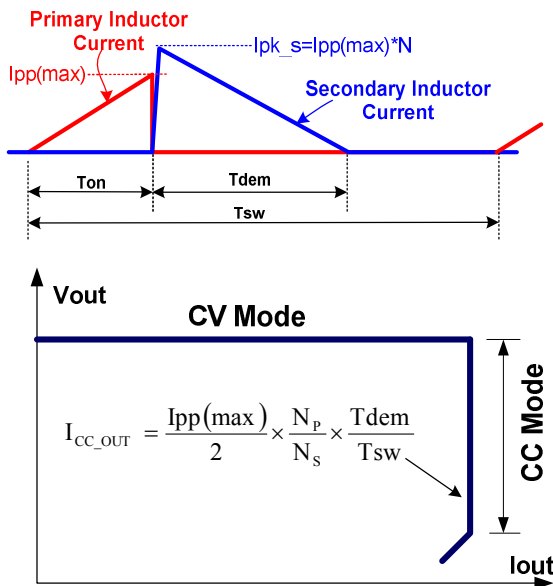 Primary Inductor
Current
Ipk_s=Ipp(max)*N
Ipp(max)
Secondary Inductor
Current
Ton
Tdem
Tsw
Vout
CV Mode
CC Mode
I_CC_OUT = Ipp(max)/2 × N_P/N_S × Tdem/Tsw
Iout